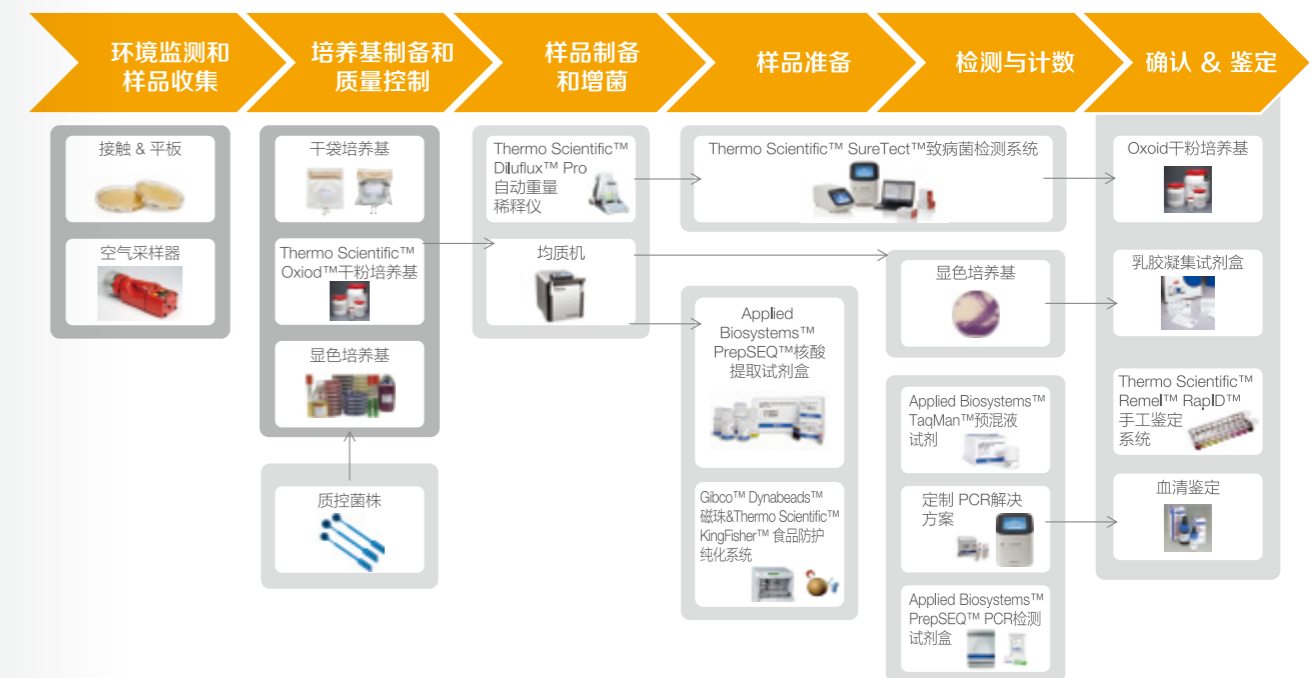 环境监测和
样品收集
培养基制备和
质量控制
样品制备
和增菌
样品准备
检测与计数
确认 & 鉴定
接触 & 平板
空气采样器
干袋培养基
Thermo Scientific™
Oxiod™干粉培养基
显色培养基
质控菌株
Thermo Scientific™
Diluflux™ Pro
自动重量
稀释仪
均质机
Thermo Scientific™ SureTect™致病菌检测系统
Applied
Biosystems™
PrepSEQ™核酸
提取试剂盒
Gibco™ Dynabeads™
磁珠&Thermo Scientific™
KingFisher™ 食品防护
纯化系统
显色培养基
Applied Biosystems™
TaqMan™预混液
试剂
定制 PCR解决
方案
Applied Biosystems™
PrepSEQ™ PCR检测
试剂盒
Oxoid干粉培养基
乳胶凝集试剂盒
Thermo Scientific™
Remel™ RapID™
手工鉴定
系统
血清鉴定